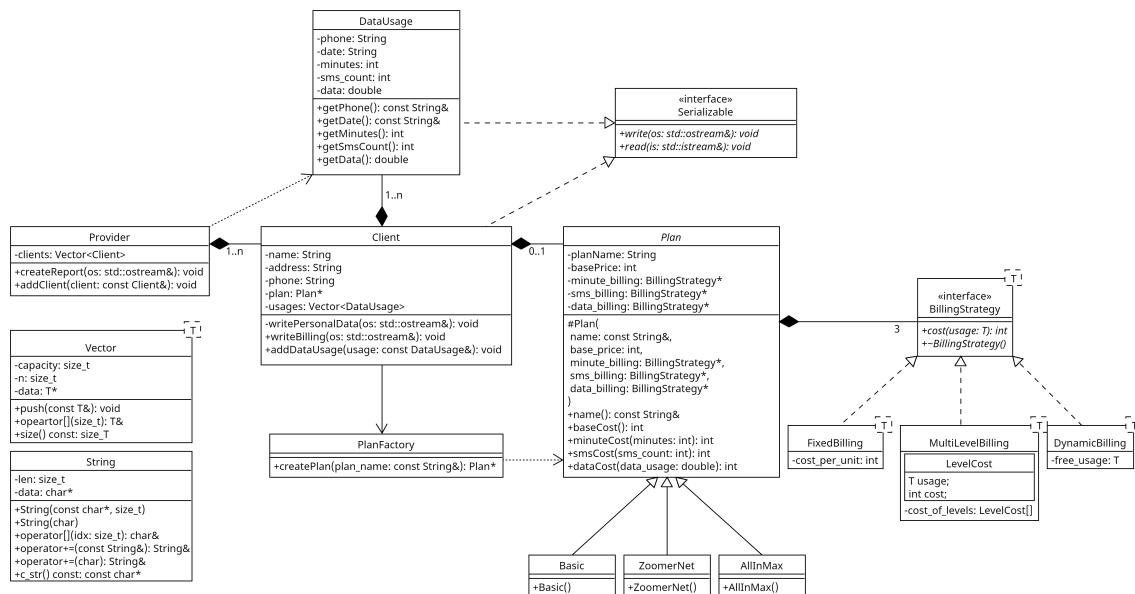 DataUsage
-phone: String
-date: String
-minutes: int
-sms_count: int
-data: double
+getPhone(): const String&
+getDate(): const String&
+getMinutes(): int
+getSmsCount(): int
+getData(): double
«interface»
Serializable
+write(os: std::ostream&): void
+read(is: std::istream&): void
1..n
Provider
-clients: Vector<Client>
+createReport(os: std::ostream&): void
+addClient(client: const Client&): void
1..n
Client
-name: String
-address: String
-phone: String
-plan: Plan*
-usages: Vector<DataUsage>
-writePersonalData(os: std::ostream&): void
+writeBilling(os: std::ostream&): void
+addDataUsage(usage: const DataUsage&): void
0..1
Plan
-planName: String
-basePrice: int
-minute_billing: BillingStrategy*
-sms_billing: BillingStrategy*
-data_billing: BillingStrategy*
#Plan(
name: const String&,
base_price: int,
minute_billing: BillingStrategy*,
sms_billing: BillingStrategy*,
data_billing: BillingStrategy*
)
+name(): const String&
+baseCost(): int
+minuteCost(minutes: int): int
+smsCost(sms_count: int): int
+dataCost(data_usage: double): int
3
T
«interface»
BillingStrategy
+cost(usage: T): int
+~BillingStrategy()
T
Vector
-capacity: size_t
-n: size_t
-data: T*
+push(const T&): void
+opeartor[](size_t): T&
+size() const: size_T
PlanFactory
+createPlan(plan_name: const String&): Plan*
T
FixedBilling
-cost_per_unit: int
T
MultiLevelBilling
LevelCost
T usage;
int cost;
-cost_of_levels: LevelCost[]
DynamicBilling
-free_usage: T
String
-len: size_t
-data: char*
+String(const char*, size_t)
+String(char)
+operator[](idx: size_t): char&
+operator+=(const String&): String&
+operator+=(char): String&
+c_str() const: const char*
Basic
+Basic()
ZoomerNet
+ZoomerNet()
AllInMax
+AllInMax()